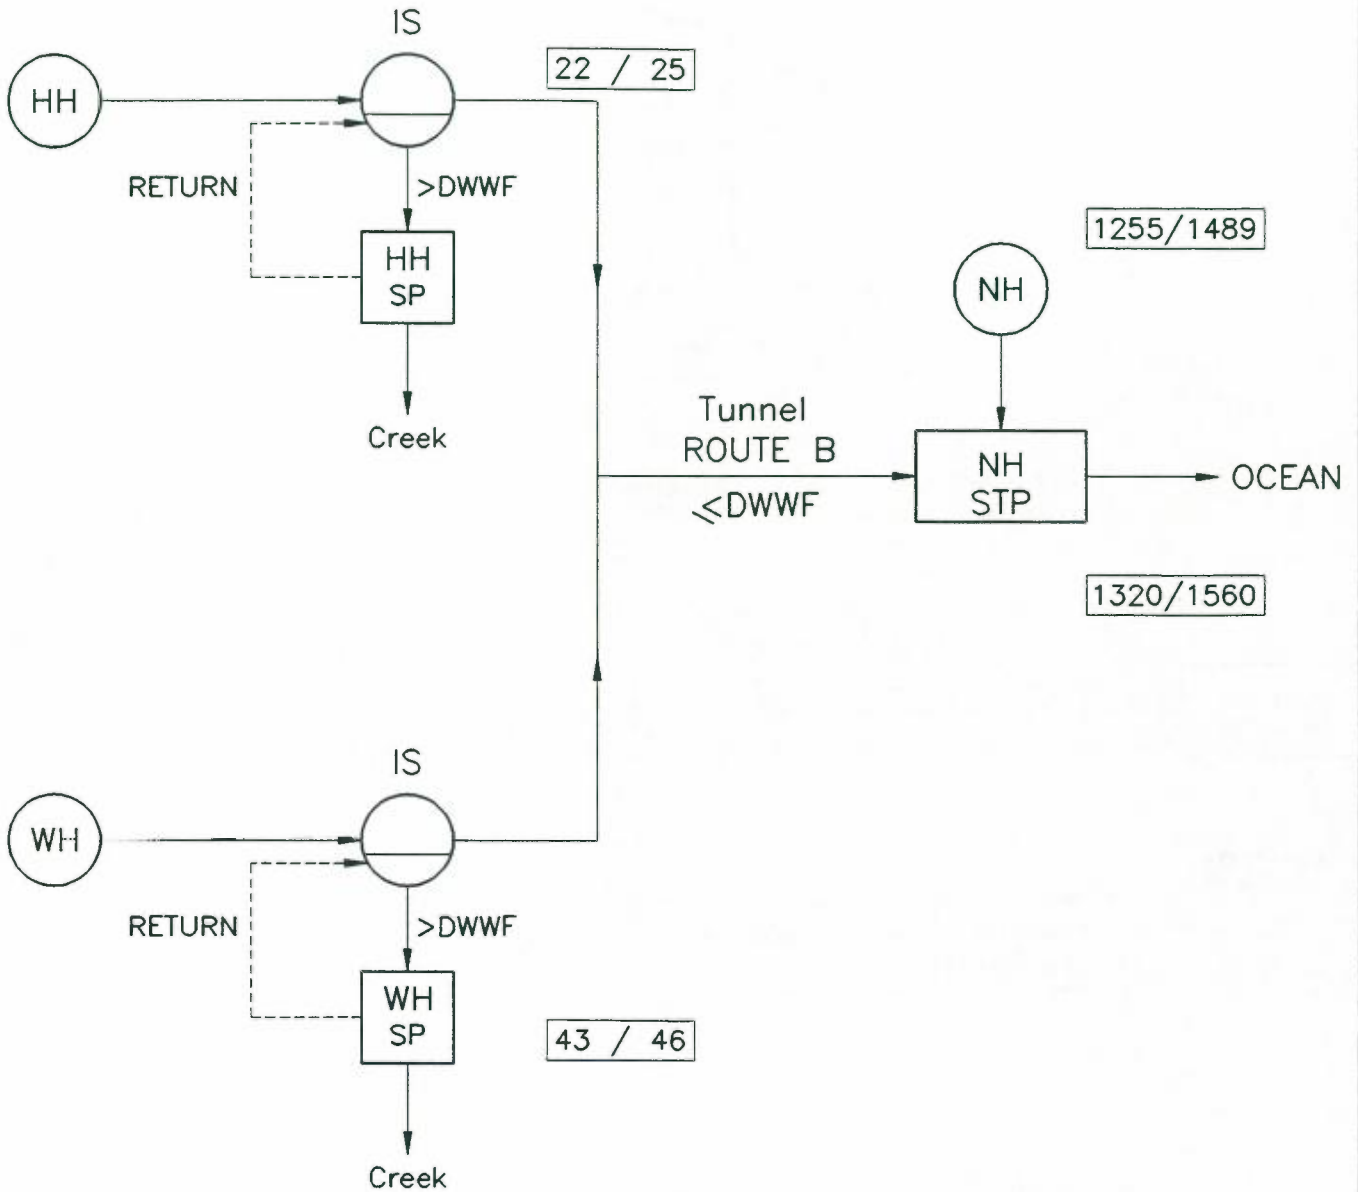 IS
22 / 25
HH
RETURN
>DWWF
HH
SP
Creek
1255/1489
NH
Tunnel
ROUTE B
⩽DWWF
NH
STP
OCEAN
1320/1560
IS
WH
RETURN
>DWWF
WH
SP
43 / 46
Creek